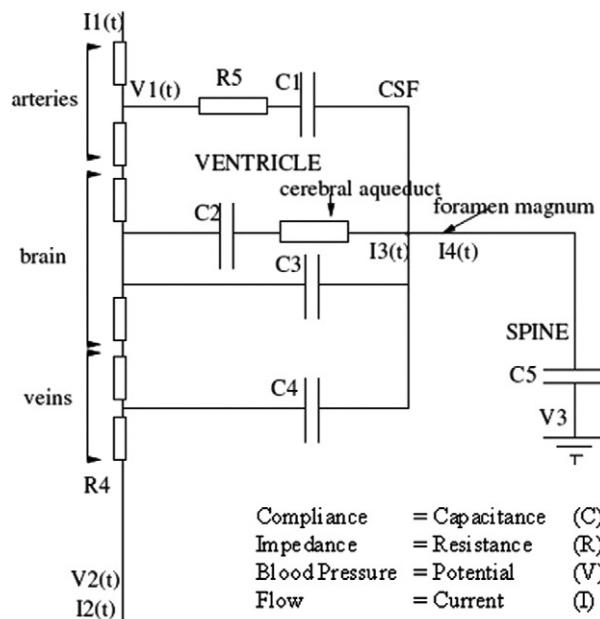 I1(t)
arteries
V1(t)
R5
C1
CSF
VENTRICLE
cerebral aqueduct
C2
foramen magnum
I3(t)
I4(t)
brain
C3
SPINE
C5
veins
C4
V3
R4
Compliance = Capacitance (C)
Impedance = Resistance (R)
Blood Pressure = Potential (V)
Flow = Current (I)
V2(t)
I2(t)